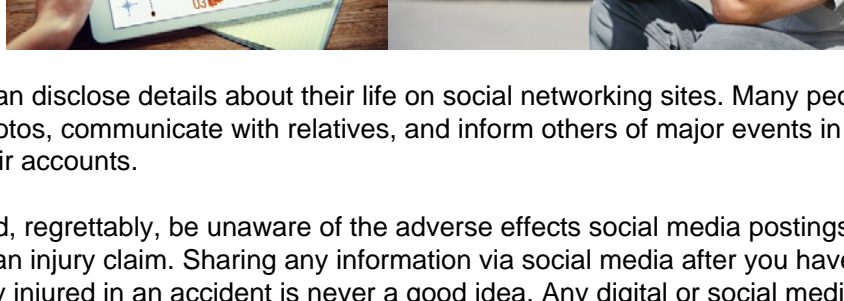 03
an disclose details about their life on social networking sites. Many
otos, communicate with relatives, and inform others of major events in
ir accounts.
d, regrettably, be unaware of the adverse effects social media postings
an injury claim. Sharing any information via social media after you have
y injured in an accident is never a good idea. Any digital or social medi